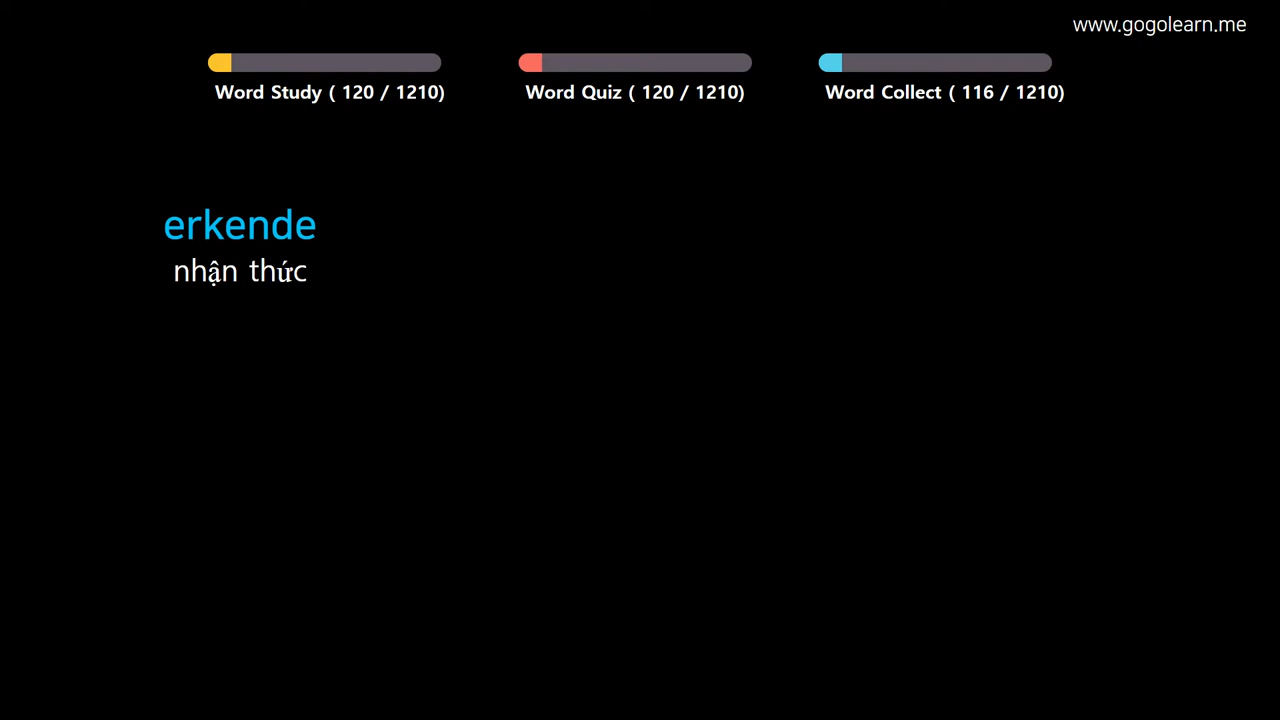 www.gogolearn.me
Word Study ( 120 / 1210)
Word Quiz ( 120 / 1210)
Word Collect ( 116 / 1210)
erkende
nhận thức